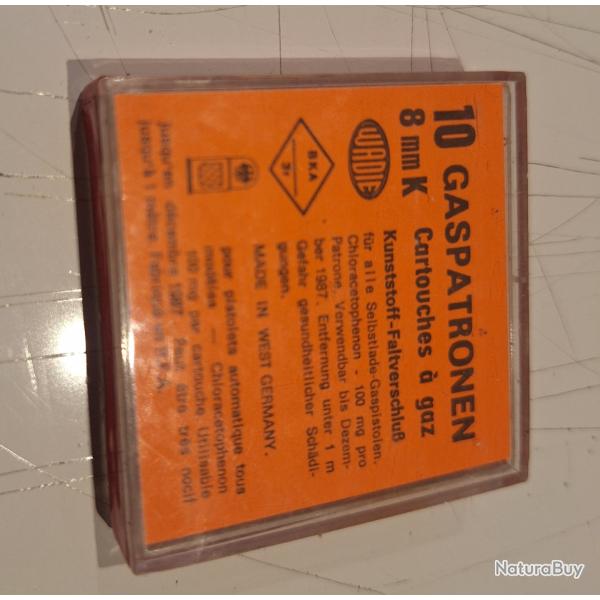 10 GASPATRONEN
8 mm K Cartouches à gaz
WADIE
Kunststoff-Faltverschluß
für alle Selbstlade-Gaspistolen.
Chloracetophenon - 100 mg pro
Patrone. Verwendbar bis Dezem-
ber 1987. Entfernung unter 1 m
Gefahr gesundheitlicher Schädi-
gungen.
BKA
MADE IN WEST GERMANY.
pour pistolets automatique tous
modèles — Chloracetophenon
100 mg par cartouche Utilisable
jusqu'en décembre 1987 Peut être très nocif
jusqu'à 1 mètre Fabriqué en R.F.A.
NaturaBuy